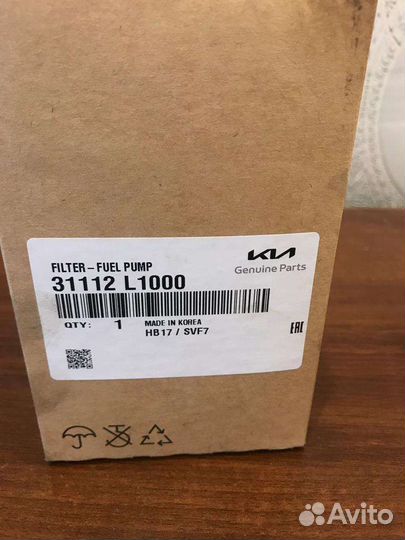 FILTER-FUEL PUMP
31112 L1000
KIA
Genuine Parts
QTY: 1 MADE IN KOREA
HB17 / SVF7
EAC
Avito